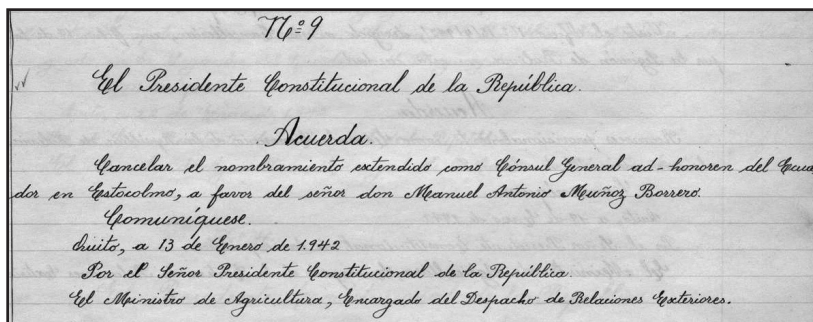 Nº 9
El Presidente Constitucional de la República.
Acuerda.
Cancelar el nombramiento extendido como Cónsul General ad-honoren del Ecua
dor en Estocolmo, a favor del señor don Manuel Antonio Muñoz Borrero.
Comuníquese.
Quito, a 13 de Enero de 1.942
Por el Señor Presidente Constitucional de la República.
El Ministro de Agricultura, Encargado del Despacho de Relaciones Exteriores.